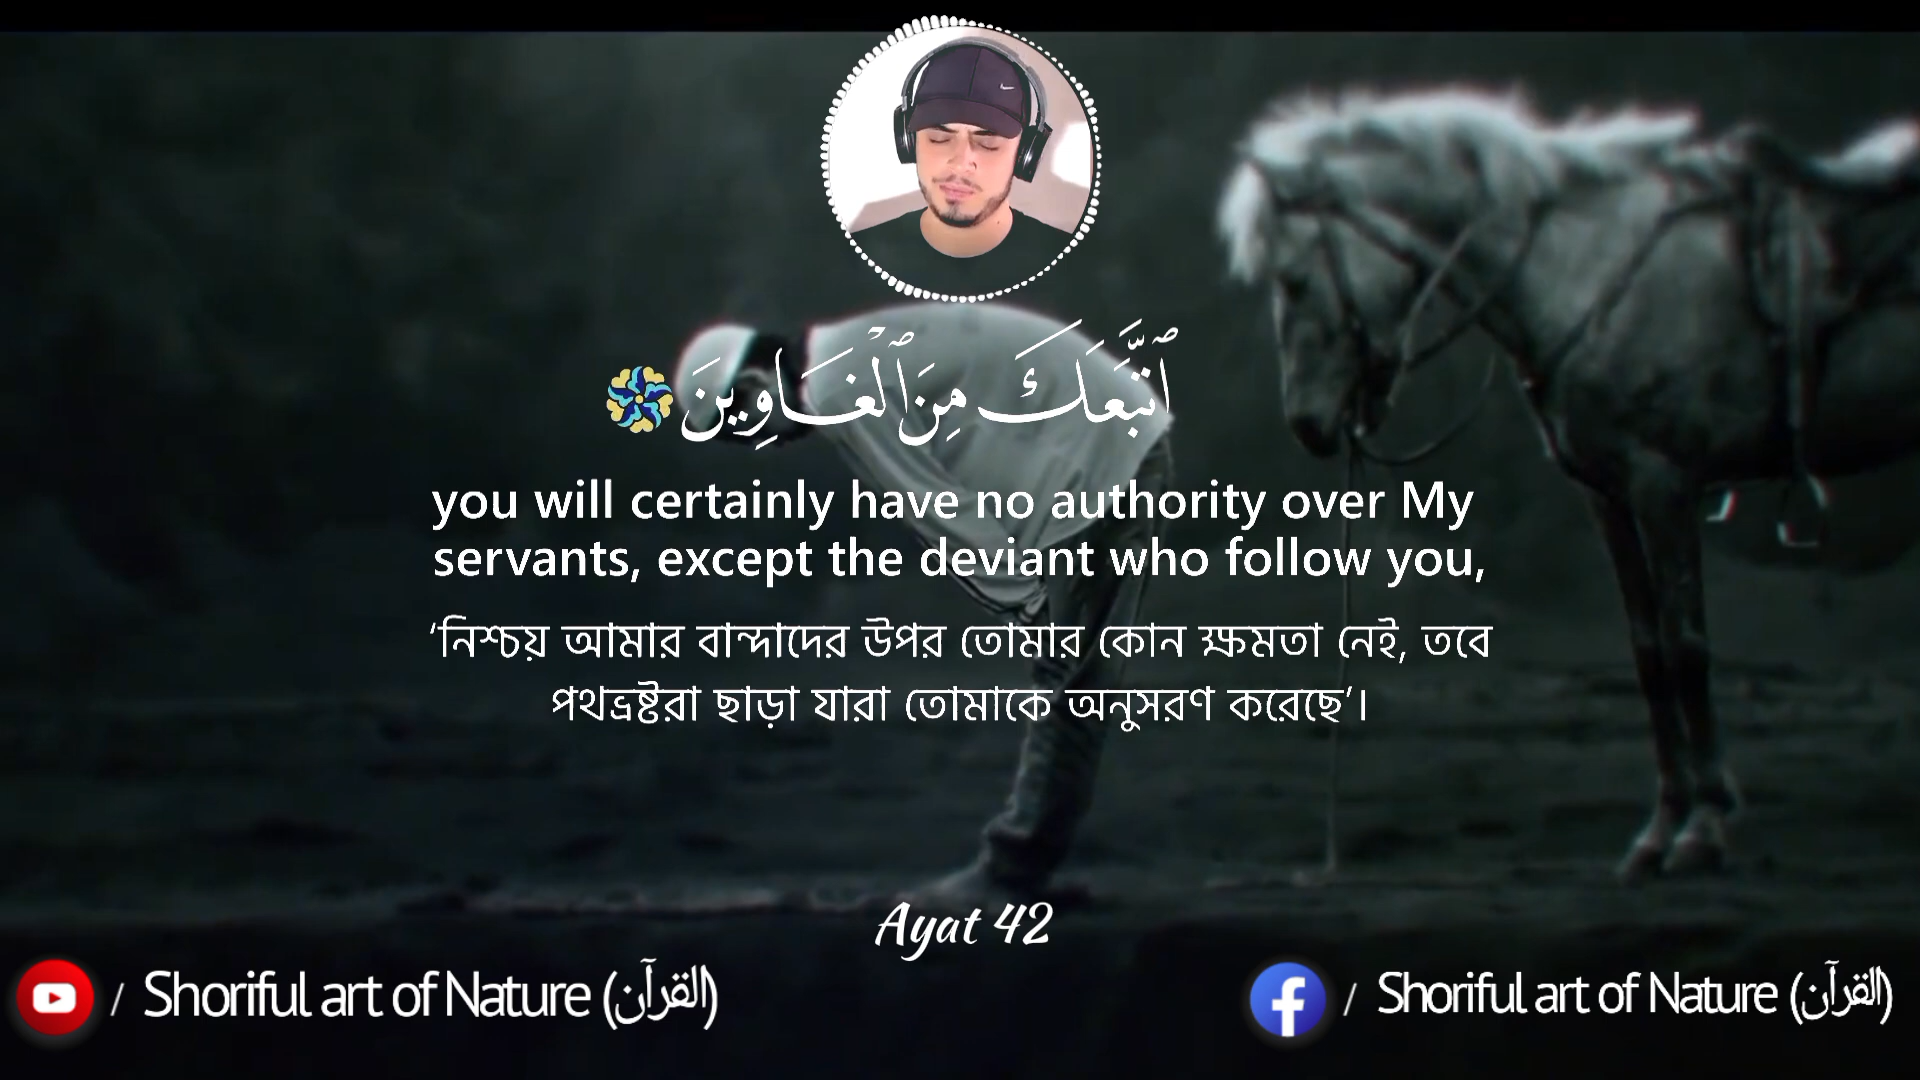 ٱتَّبَعَكَ مِنَ ٱلْغَاوِينَ
you will certainly have no authority over My
servants, except the deviant who follow you,
‘নিশ্চয় আমার বান্দাদের উপর তোমার কোন ক্ষমতা নেই, তবে
পথভ্রষ্টরা ছাড়া যারা তোমাকে অনুসরণ করেছে’।
Ayat 42
/ Shoriful art of Nature (القرآن)
/ Shoriful art of Nature (القرآن)